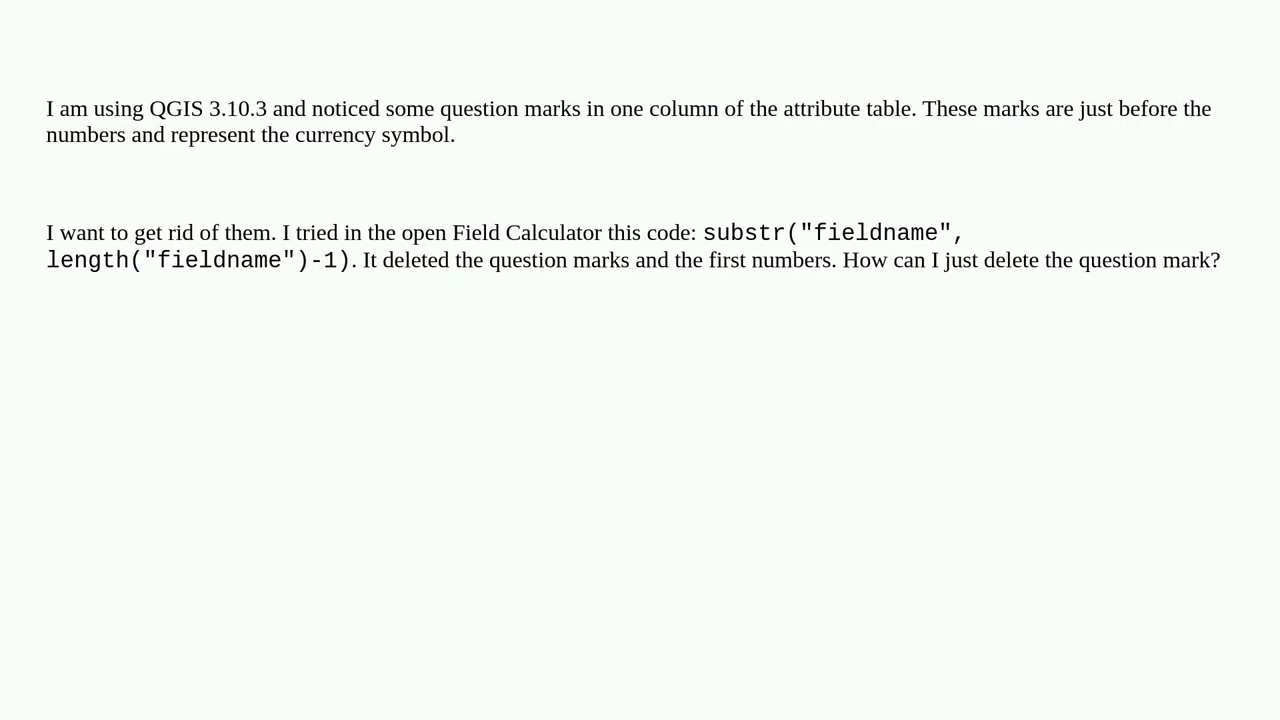 I am using QGIS 3.10.3 and noticed some question marks in one column of the attribute table. These marks are just before the
numbers and represent the currency symbol.
I want to get rid of them. I tried in the open Field Calculator this code: substr("fieldname",
length("fieldname")-1). It deleted the question marks and the first numbers. How can I just delete the question mark?